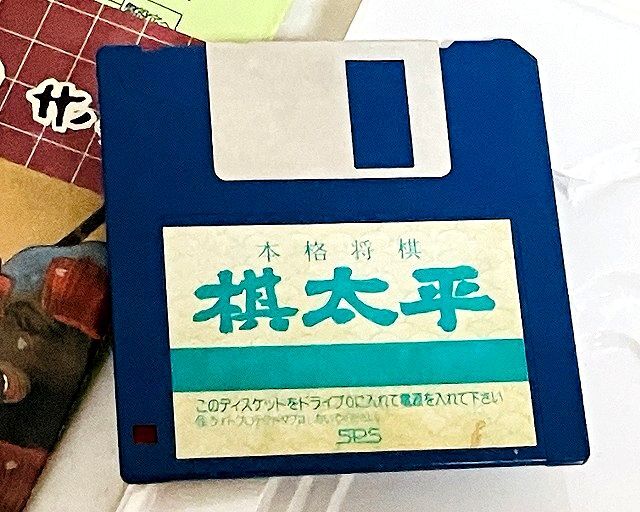 本格将棋
棋太平
このディスケットをドライブ0に入れて電源を入れて下さい
SPS